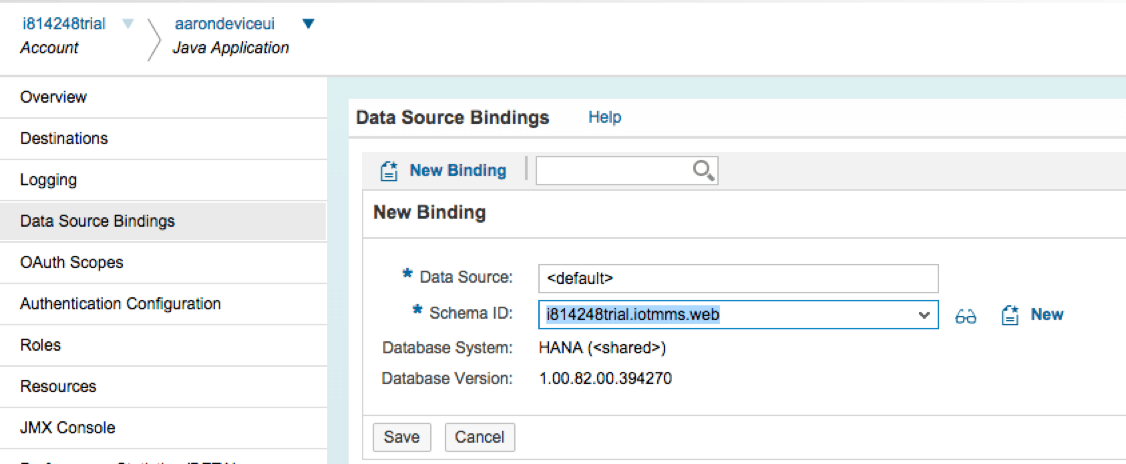 i814248trial aarondeviceui
Account Java Application
Overview
Destinations
Logging
Data Source Bindings
OAuth Scopes
Authentication Configuration
Roles
Resources
JMX Console
Data Source Bindings Help
New Binding
New Binding
* Data Source: <default>
* Schema ID: i814248trial.iotmms.web New
Database System: HANA (<shared>)
Database Version: 1.00.82.00.394270
Save Cancel